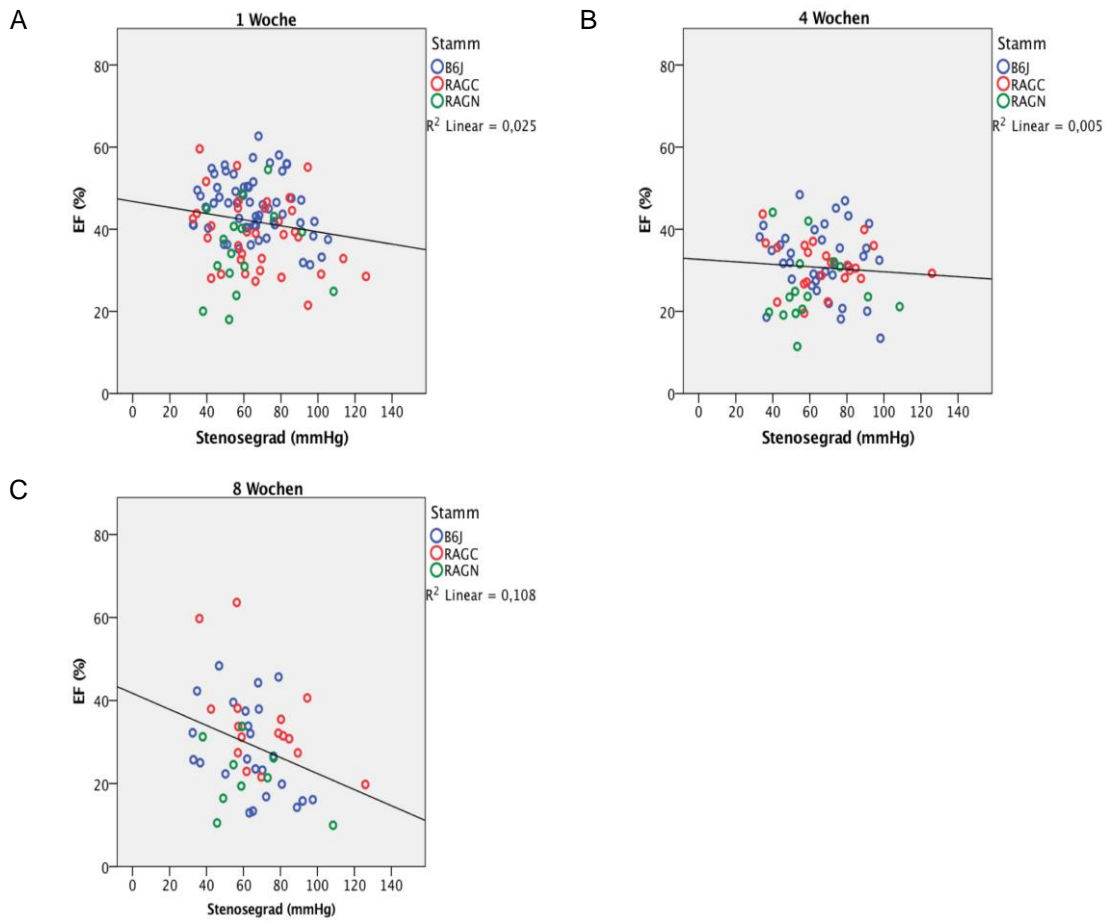 A
1 Woche
Stamm
B6J
RAGC
RAGN
R² Linear = 0,025
EF (%)
80
60
40
20
0
0 20 40 60 80 100 120 140
Stenosegrad (mmHg)
B
4 Wochen
Stamm
B6J
RAGC
RAGN
R² Linear = 0,005
EF (%)
80
60
40
20
0
0 20 40 60 80 100 120 140
Stenosegrad (mmHg)
C
8 Wochen
Stamm
B6J
RAGC
RAGN
R² Linear = 0,108
EF (%)
80
60
40
20
0
0 20 40 60 80 100 120 140
Stenosegrad (mmHg)